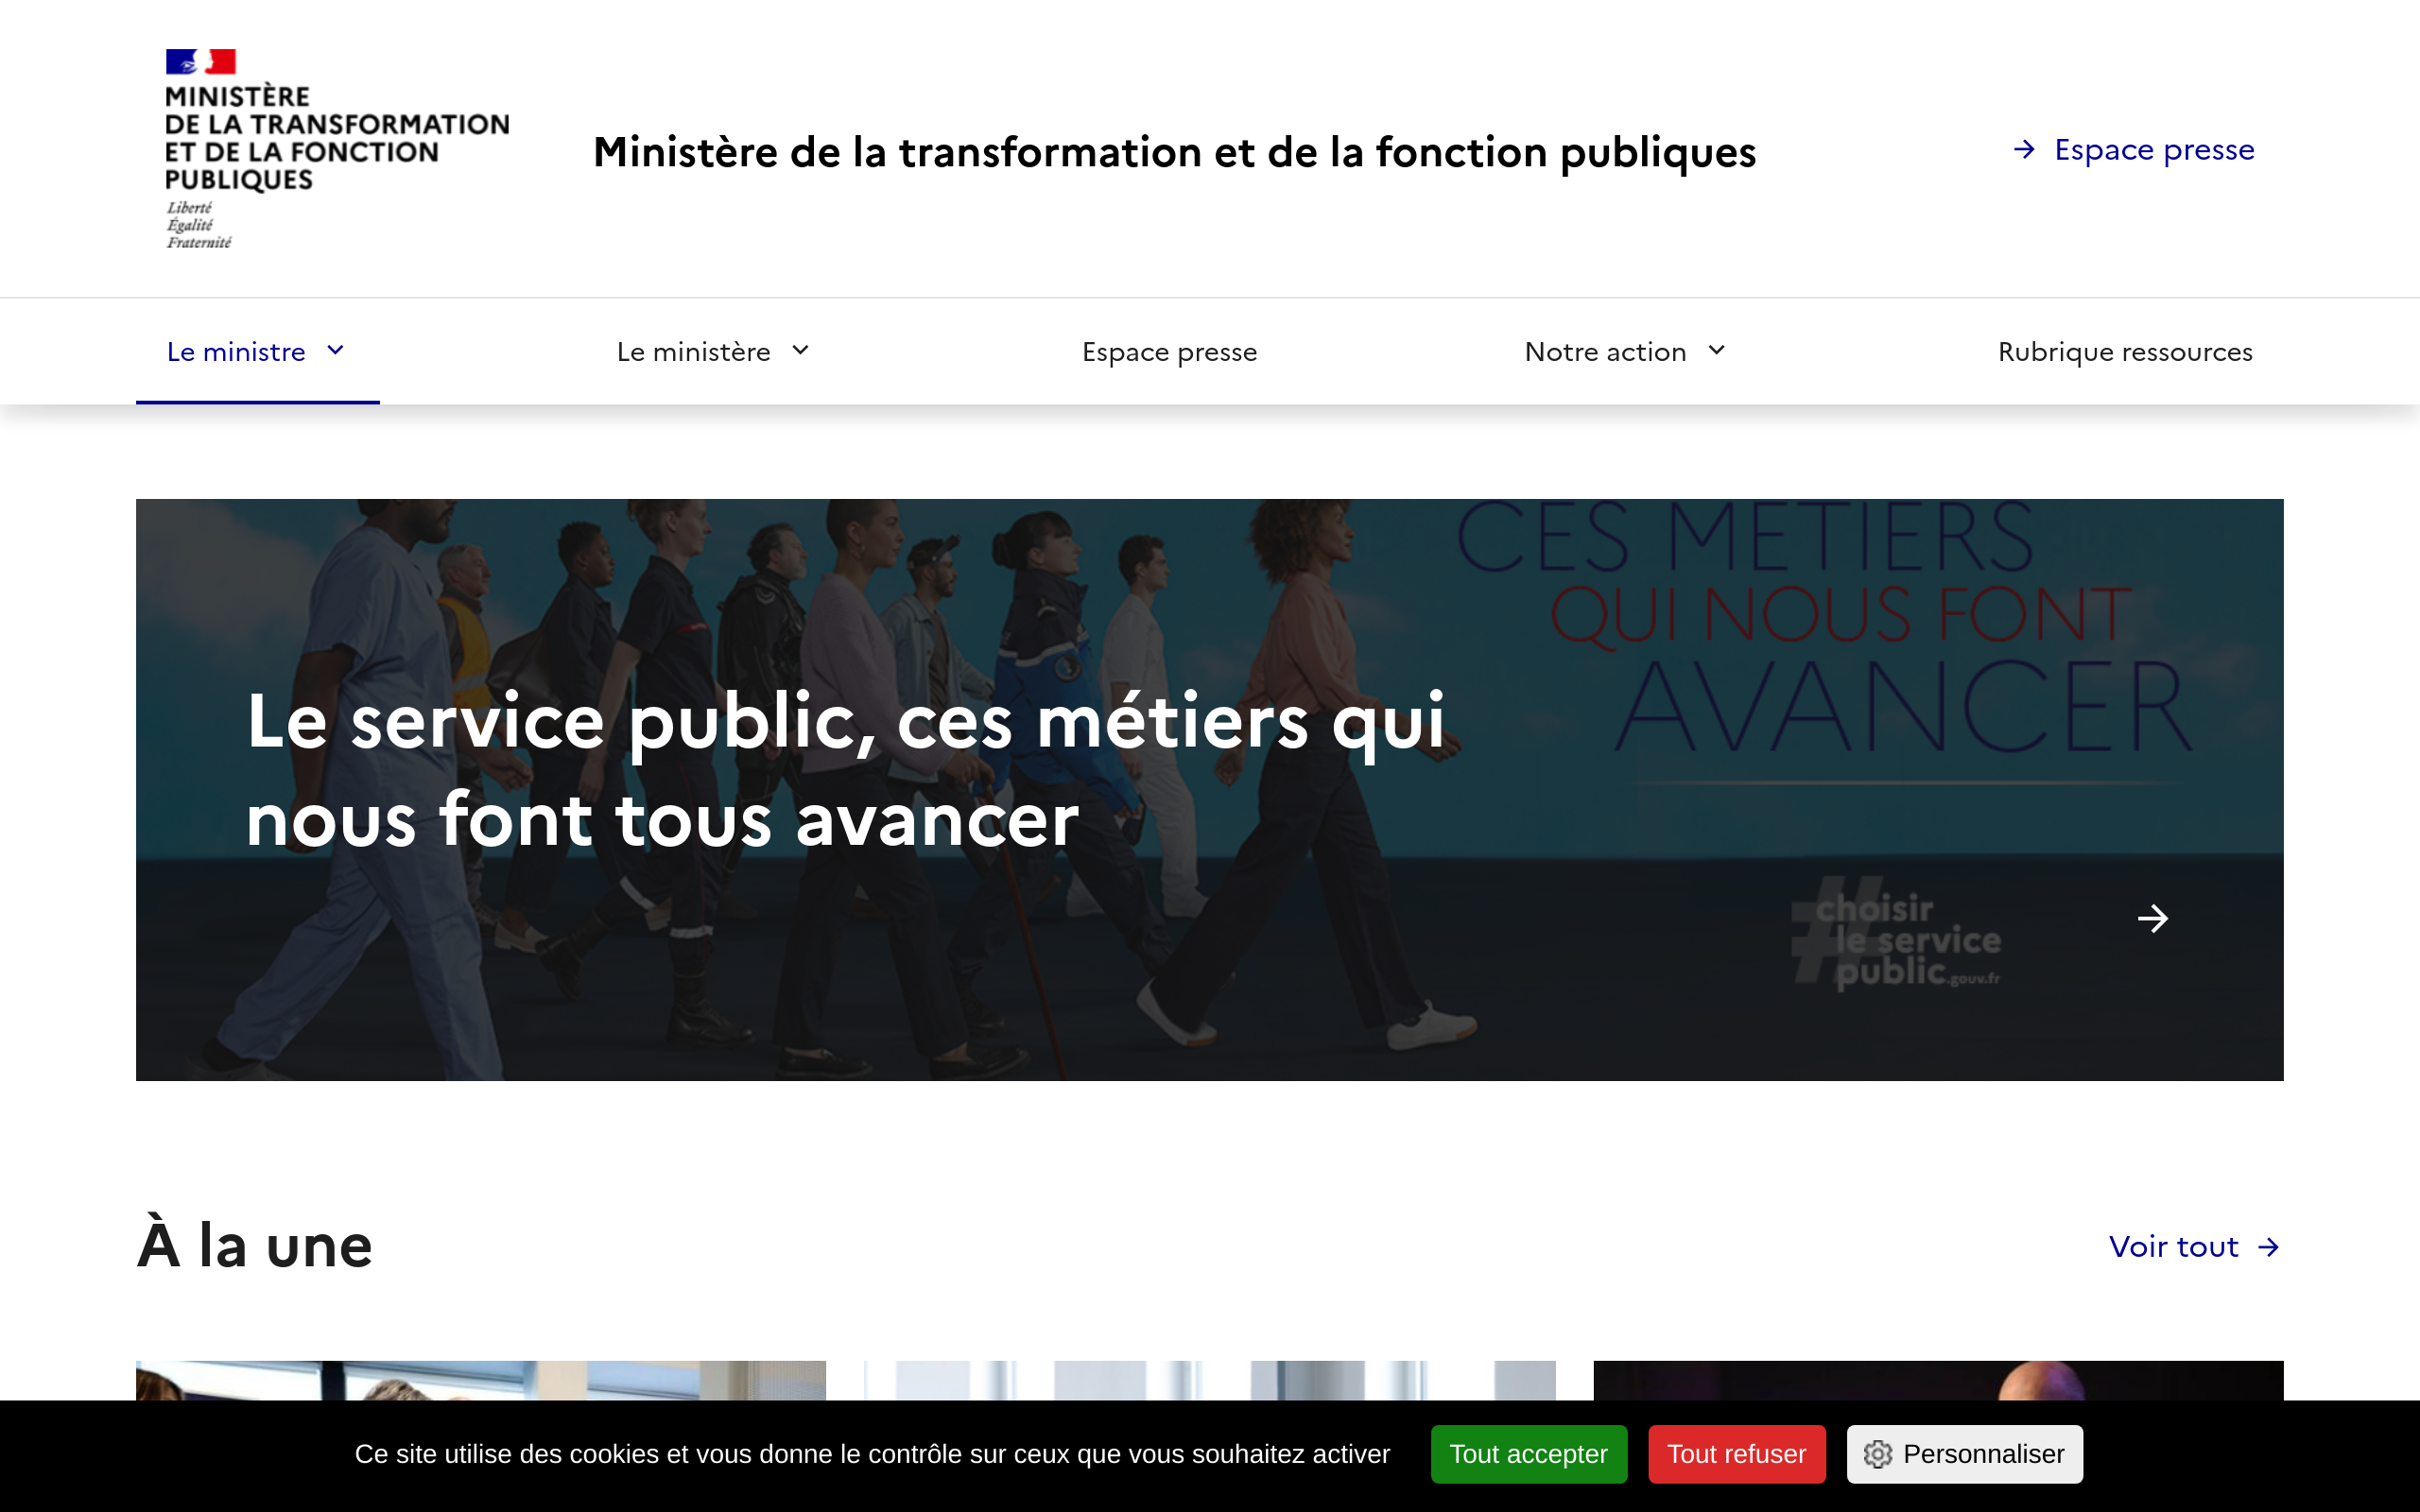 MINISTÈRE
DE LA TRANSFORMATION
ET DE LA FONCTION
PUBLIQUES
Liberté
Égalité
Fraternité
Ministère de la transformation et de la fonction publiques
Espace presse
Le ministre
Le ministère
Espace presse
Notre action
Rubrique ressources
CES METIERS
QUI NOUS FONT
AVANCER
Le service public, ces métiers qui
nous font tous avancer
#choisir
le service
public.gouv.fr
À la une
Voir tout
Ce site utilise des cookies et vous donne le contrôle sur ceux que vous souhaitez activer
Tout accepter
Tout refuser
Personnaliser